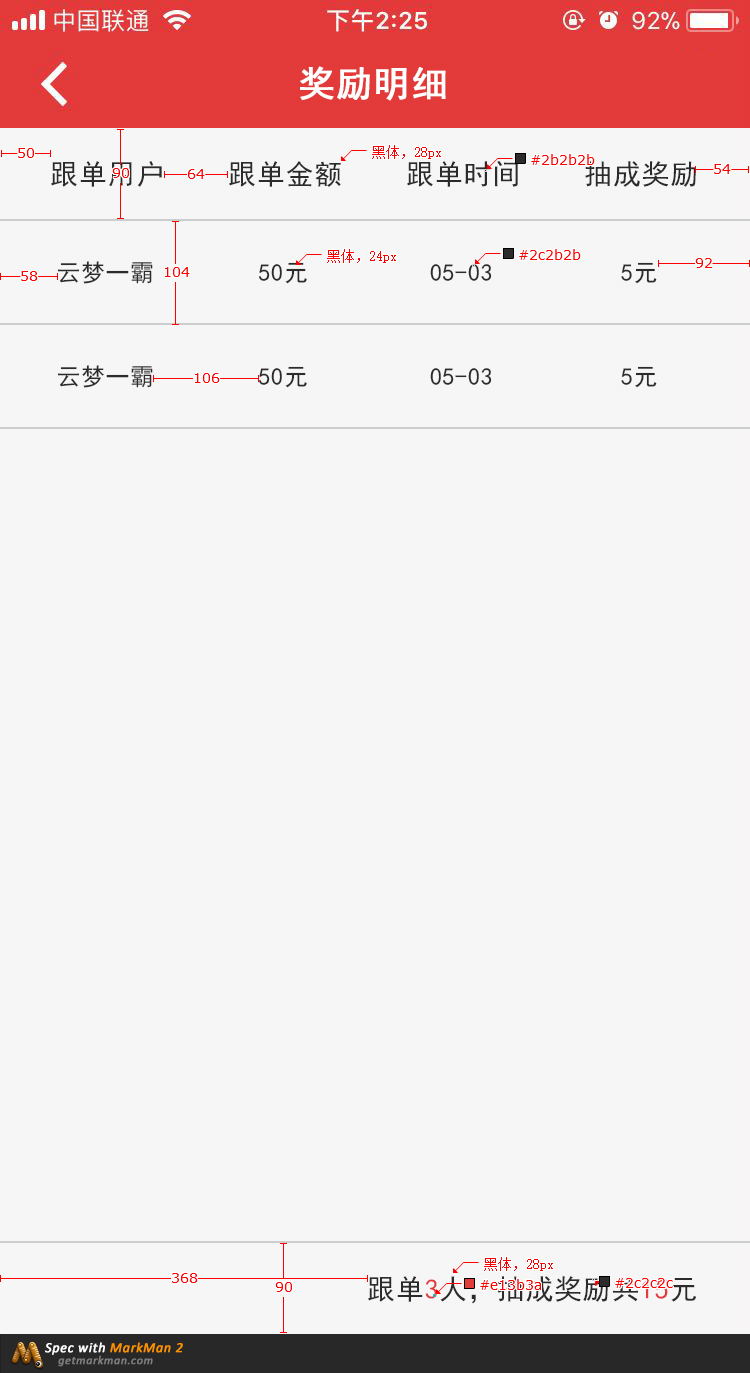 中国联通 下午2:25 92%
奖励明细
50 90 64 黑体，28px #2b2b2b 54
跟单用户 跟单金额 跟单时间 抽成奖励
58 104 黑体，24px #2c2b2b 92
云梦一霸 50元 05-03 5元
106
云梦一霸 50元 05-03 5元
368 90 黑体，28px #e13b3a #2c2c2c
跟单3人，抽成奖励共15元
Spec with MarkMan 2
getmarkman.com